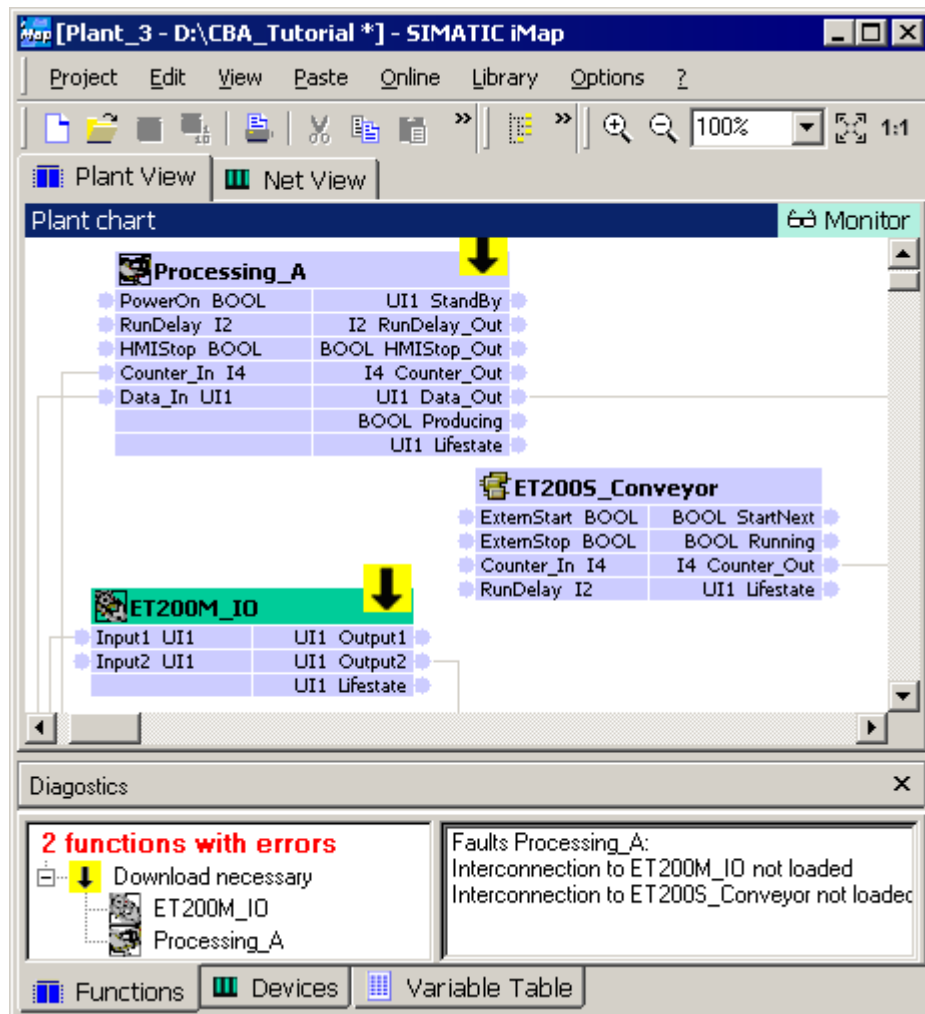 [Plant_3 - D:\CBA_Tutorial *] - SIMATIC iMap
Project Edit View Paste Online Library Options ?
» » 100% 1:1
Plant View Net View
Plant chart Monitor
Processing_A
PowerOn BOOL UI1 StandBy
RunDelay I2 I2 RunDelay_Out
HMIStop BOOL BOOL HMIStop_Out
Counter_In I4 I4 Counter_Out
Data_In UI1 UI1 Data_Out
BOOL Producing
UI1 Lifestate
ET200S_Conveyor
ExternStart BOOL BOOL StartNext
ExternStop BOOL BOOL Running
Counter_In I4 I4 Counter_Out
RunDelay I2 UI1 Lifestate
ET200M_IO
Input1 UI1 UI1 Output1
Input2 UI1 UI1 Output2
UI1 Lifestate
Diagostics
2 functions with errors
Download necessary
ET200M_IO
Processing_A
Faults Processing_A:
Interconnection to ET200M_IO not loaded
Interconnection to ET200S_Conveyor not loaded
Functions Devices Variable Table